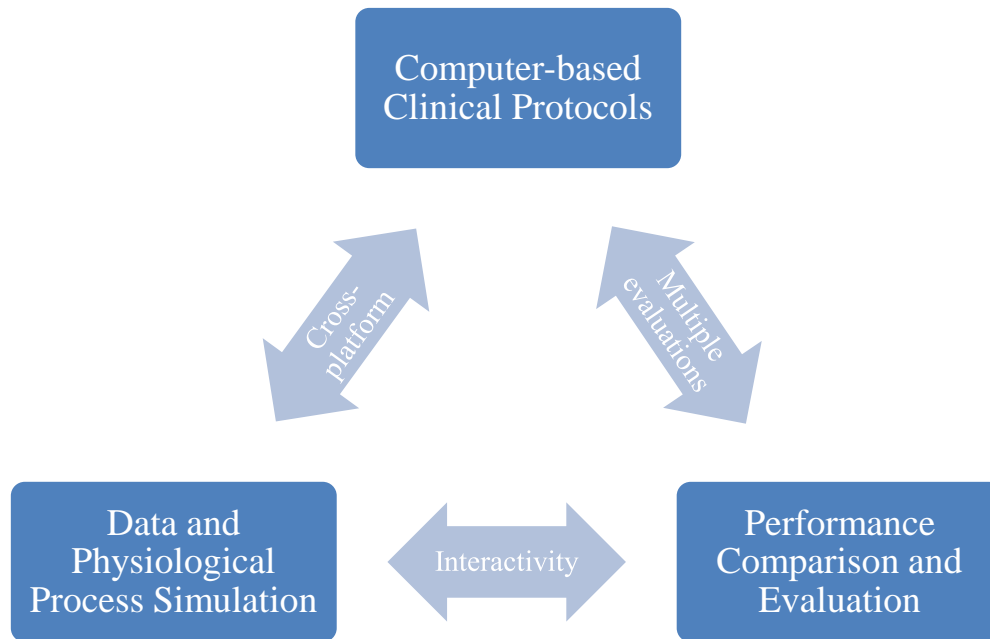 Computer-based
Clinical Protocols
Cross-
platform
Multiple
evaluations
Data and
Physiological
Process Simulation
Interactivity
Performance
Comparison and
Evaluation